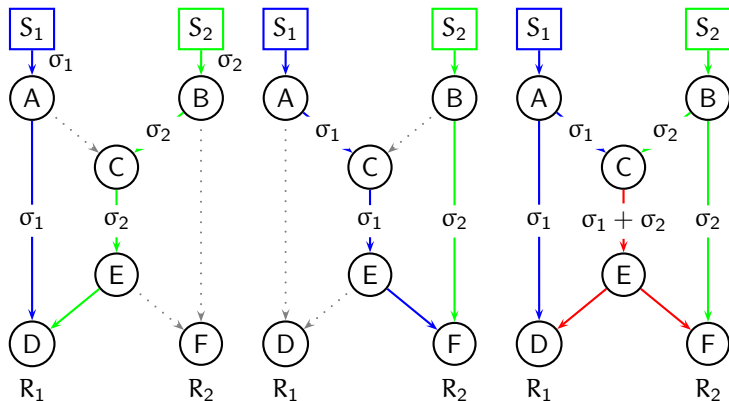 S₁ S₂ S₁ S₂ S₁ S₂
σ₁ σ₂
A B A B A B
σ₂ σ₁ σ₁ σ₂
C C C
σ₁ σ₂ σ₁ σ₂ σ₁ σ₁ + σ₂ σ₂
E E E
D F D F D F
R₁ R₂ R₂ R₁ R₂